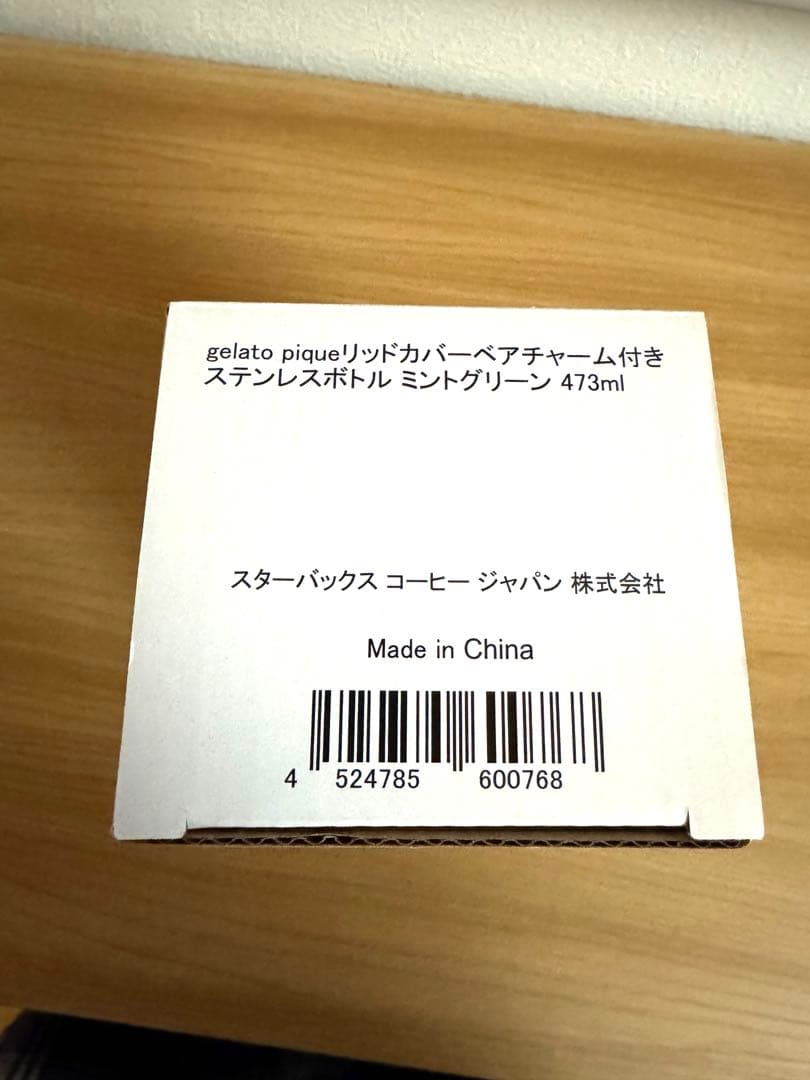 gelato piqueリッドカバーベアチャーム付き
ステンレスボトル ミントグリーン 473ml
スターバックス コーヒー ジャパン 株式会社
Made in China
4 524785 600768